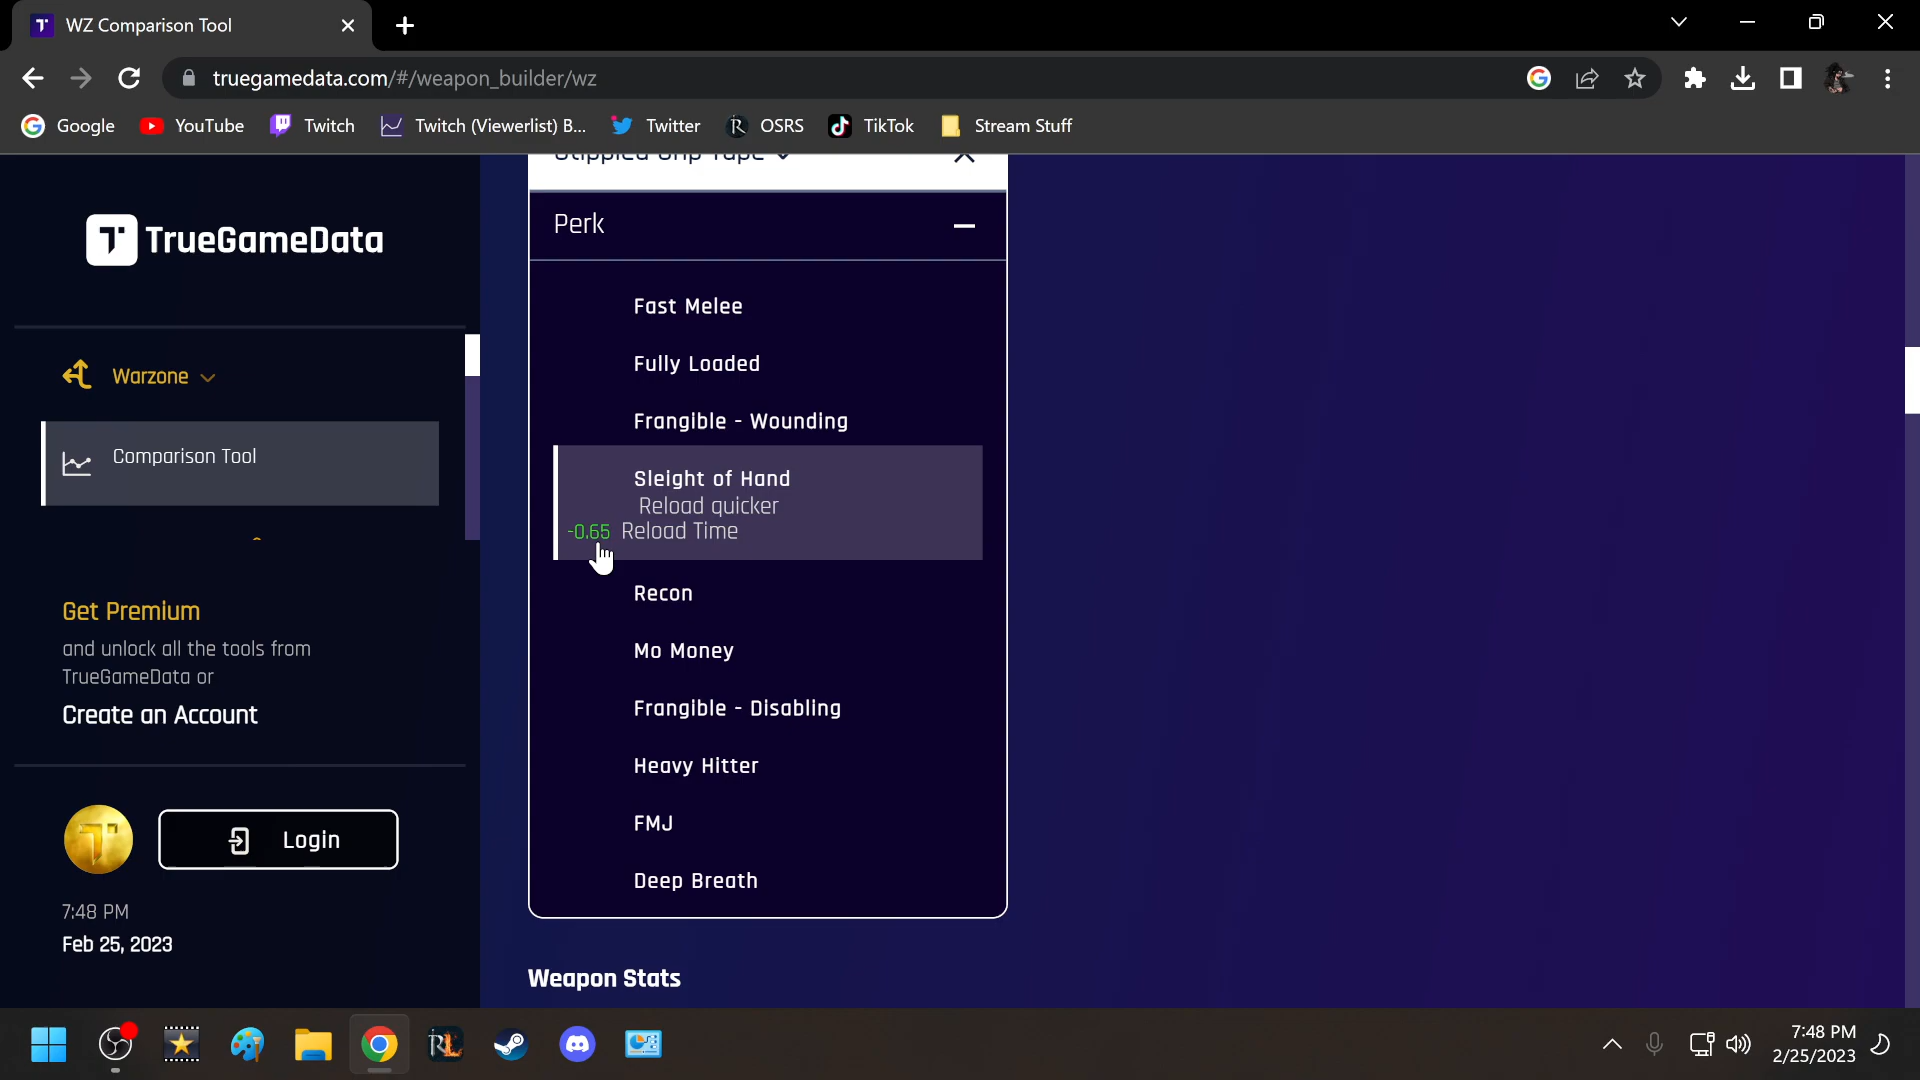 WZ Comparison Tool
truegamedata.com/#/weapon_builder/wz
Google
YouTube
Twitch
Twitch (Viewerlist) B...
Twitter
OSRS
TikTok
Stream Stuff
TrueGameData
Warzone
Comparison Tool
Get Premium
and unlock all the tools from
TrueGameData or
Create an Account
Login
7:48 PM
Feb 25, 2023
Stippled Grip Tape
Perk
Fast Melee
Fully Loaded
Frangible - Wounding
Sleight of Hand
Reload quicker
-0.65 Reload Time
Recon
Mo Money
Frangible - Disabling
Heavy Hitter
FMJ
Deep Breath
Weapon Stats
7:48 PM
2/25/2023